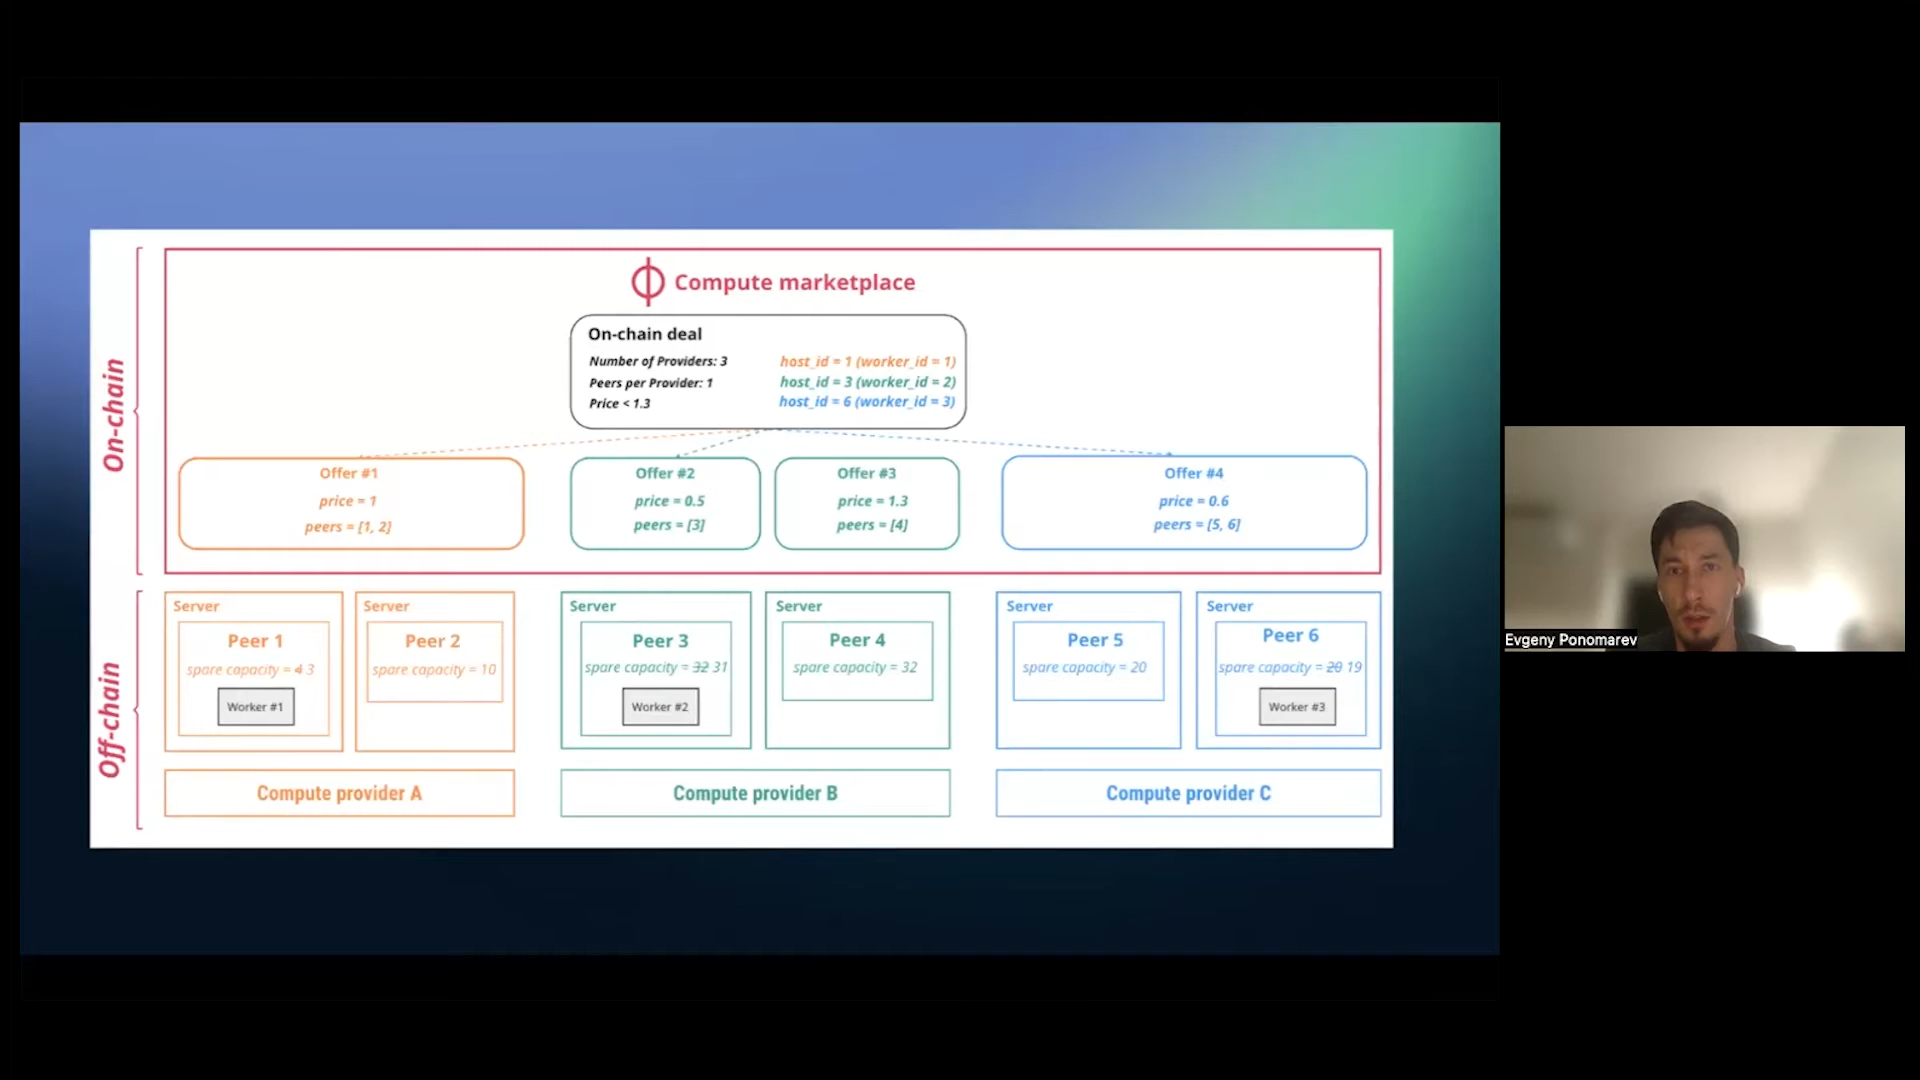 On-chain
Compute marketplace
On-chain deal
Number of Providers: 3
Peers per Provider: 1
Price < 1.3
host_id = 1 (worker_id = 1)
host_id = 3 (worker_id = 2)
host_id = 6 (worker_id = 3)
Offer #1
price = 1
peers = [1, 2]
Offer #2
price = 0.5
peers = [3]
Offer #3
price = 1.3
peers = [4]
Offer #4
price = 0.6
peers = [5, 6]
Off-chain
Server
Peer 1
spare capacity = 4 3
Worker #1
Server
Peer 2
spare capacity = 10
Server
Peer 3
spare capacity = 32 31
Worker #2
Server
Peer 4
spare capacity = 32
Server
Peer 5
spare capacity = 20
Server
Peer 6
spare capacity = 20 19
Worker #3
Compute provider A
Compute provider B
Compute provider C
Evgeny Ponomarev